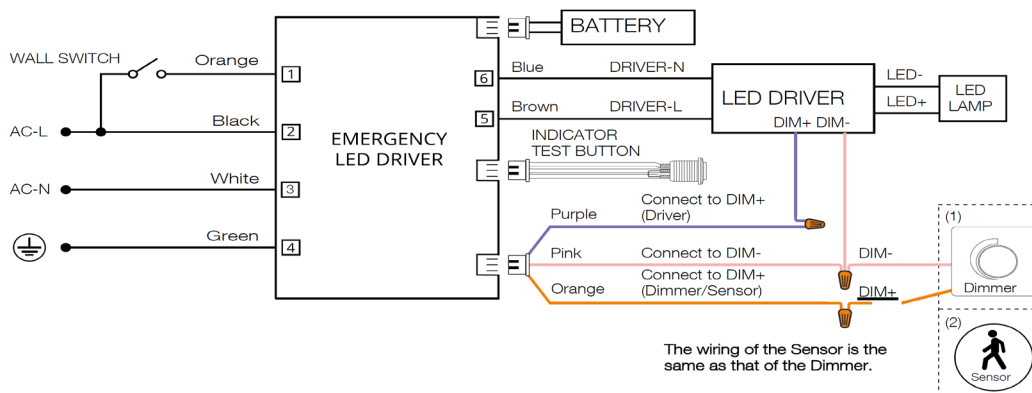 BATTERY
WALL SWITCH
Orange
1
6
Blue
DRIVER-N
LED DRIVER
DIM+ DIM-
LED-
LED+
LED
LAMP
AC-L
Black
2
5
Brown
DRIVER-L
EMERGENCY
LED DRIVER
INDICATOR
TEST BUTTON
AC-N
White
3
Green
4
Purple
Connect to DIM+
(Driver)
Pink
Connect to DIM-
DIM-
Orange
Connect to DIM+
(Dimmer/Sensor)
DIM+
(1)
Dimmer
(2)
Sensor
The wiring of the Sensor is the
same as that of the Dimmer.